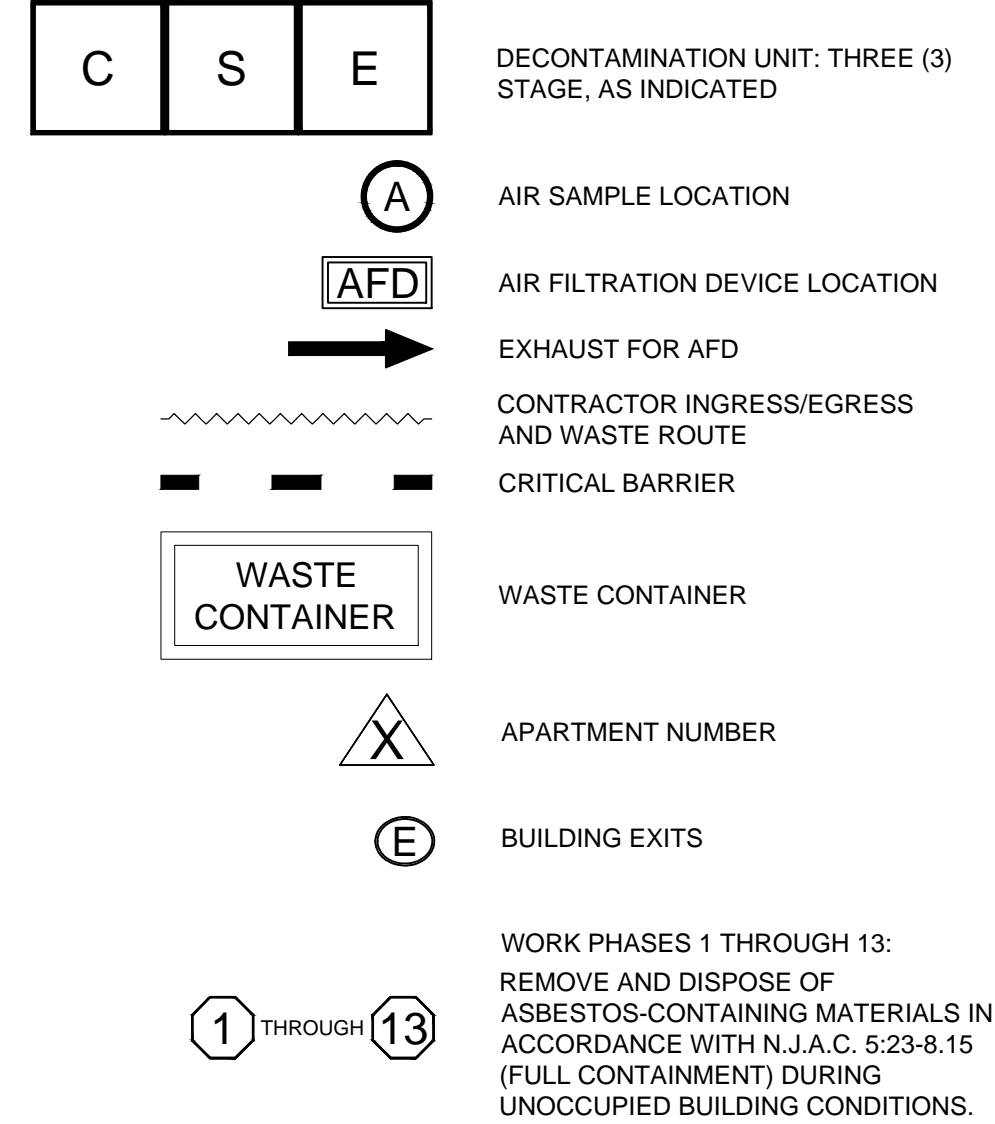 C S E
DECONTAMINATION UNIT: THREE (3)
STAGE, AS INDICATED
A
AIR SAMPLE LOCATION
AFD
AIR FILTRATION DEVICE LOCATION
EXHAUST FOR AFD
CONTRACTOR INGRESS/EGRESS
AND WASTE ROUTE
CRITICAL BARRIER
WASTE
CONTAINER
WASTE CONTAINER
X
APARTMENT NUMBER
E
BUILDING EXITS
1 THROUGH 13
WORK PHASES 1 THROUGH 13:
REMOVE AND DISPOSE OF
ASBESTOS-CONTAINING MATERIALS IN
ACCORDANCE WITH N.J.A.C. 5:23-8.15
(FULL CONTAINMENT) DURING
UNOCCUPIED BUILDING CONDITIONS.